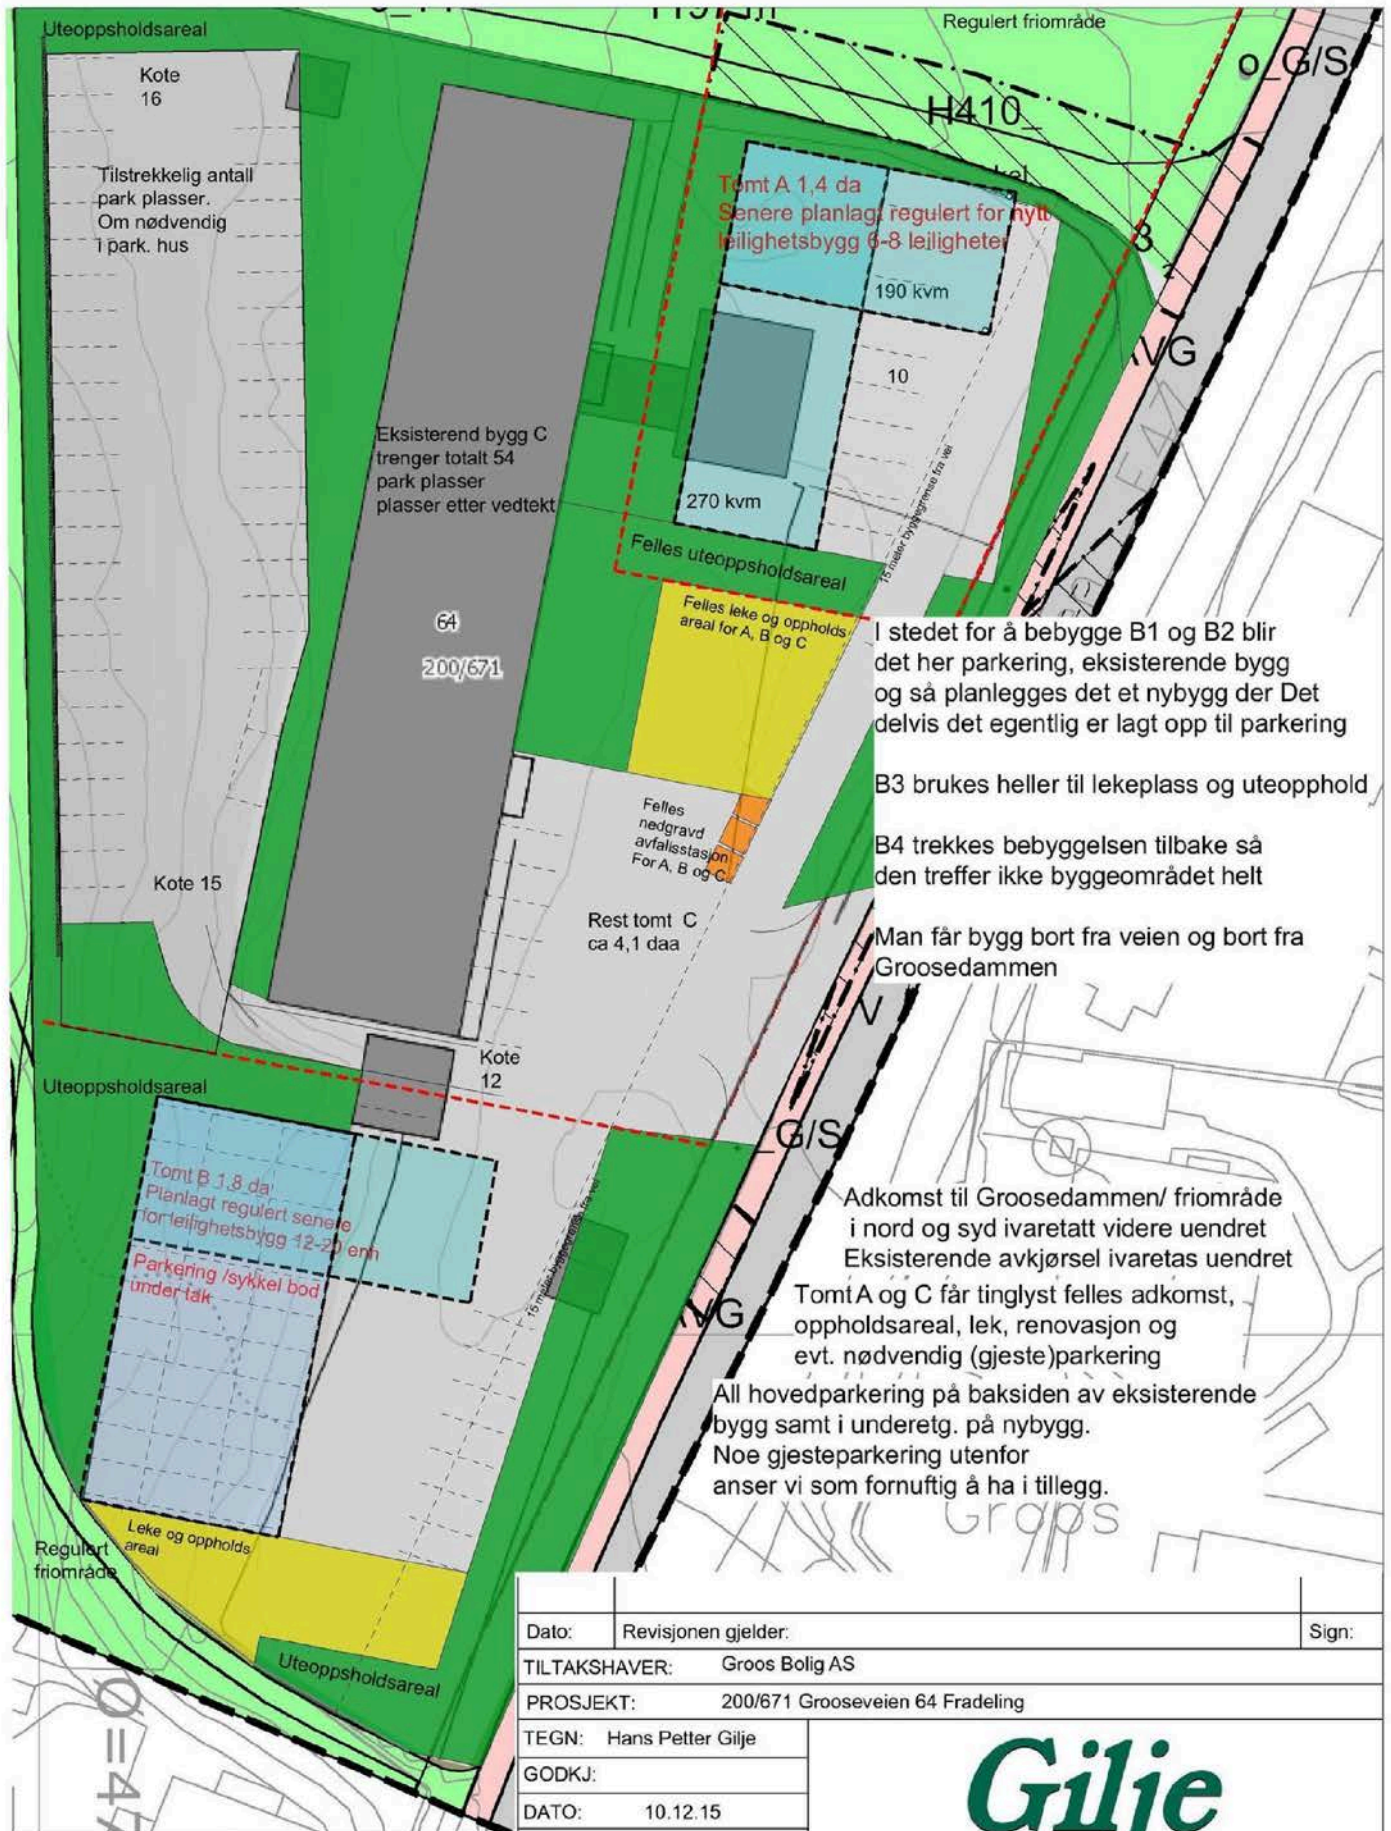 Uteoppsholdsareal
Regulert friområde
o_G/S
Kote
16
H410_
Tilstrekkelig antall
park plasser.
Om nødvendig
i park. hus
Tomt A 1,4 da
Senere planlagt regulert for nytt
leilighetsbygg 6-8 leiligheter
190 kvm
10
VG
Eksisterend bygg C
trenger totalt 54
park plasser
plasser etter vedtekt
270 kvm
15 meter byggegrense fra vei
Felles uteoppsholdsareal
Felles leke og oppholds
areal for A, B og C
64
200/671
I stedet for å bebygge B1 og B2 blir
det her parkering, eksisterende bygg
og så planlegges det et nybygg der Det
delvis det egentlig er lagt opp til parkering
B3 brukes heller til lekeplass og uteopphold
B4 trekkes bebyggelsen tilbake så
den treffer ikke byggeområdet helt
Man får bygg bort fra veien og bort fra
Groosedammen
Felles
nedgravd
avfalisstasjon
For A, B og C
Kote 15
Rest tomt C
ca 4,1 daa
V
Kote
12
Uteoppsholdsareal
_G/S
Tomt B 1,8 da
Planlagt regulert senere
for leilighetsbygg 12-20 enh
Parkering /sykkel bod
under tak
15 meter byggegrense fra vei
Adkomst til Groosedammen/ friområde
i nord og syd ivaretatt videre uendret
Eksisterende avkjørsel ivaretas uendret
Tomt A og C får tinglyst felles adkomst,
oppholdsareal, lek, renovasjon og
evt. nødvendig (gjeste)parkering
VG
All hovedparkering på baksiden av eksisterende
bygg samt i underetg. på nybygg.
Noe gjesteparkering utenfor
anser vi som fornuftig å ha i tillegg.
Groos
Leke og oppholds
areal
Regulert
friområde
Uteoppsholdsareal
Ø=47
Dato: Revisjonen gjelder: Sign:
TILTAKSHAVER: Groos Bolig AS
PROSJEKT: 200/671 Grooseveien 64 Fradeling
TEGN: Hans Petter Gilje
GODKJ:
DATO: 10.12.15
Gilje